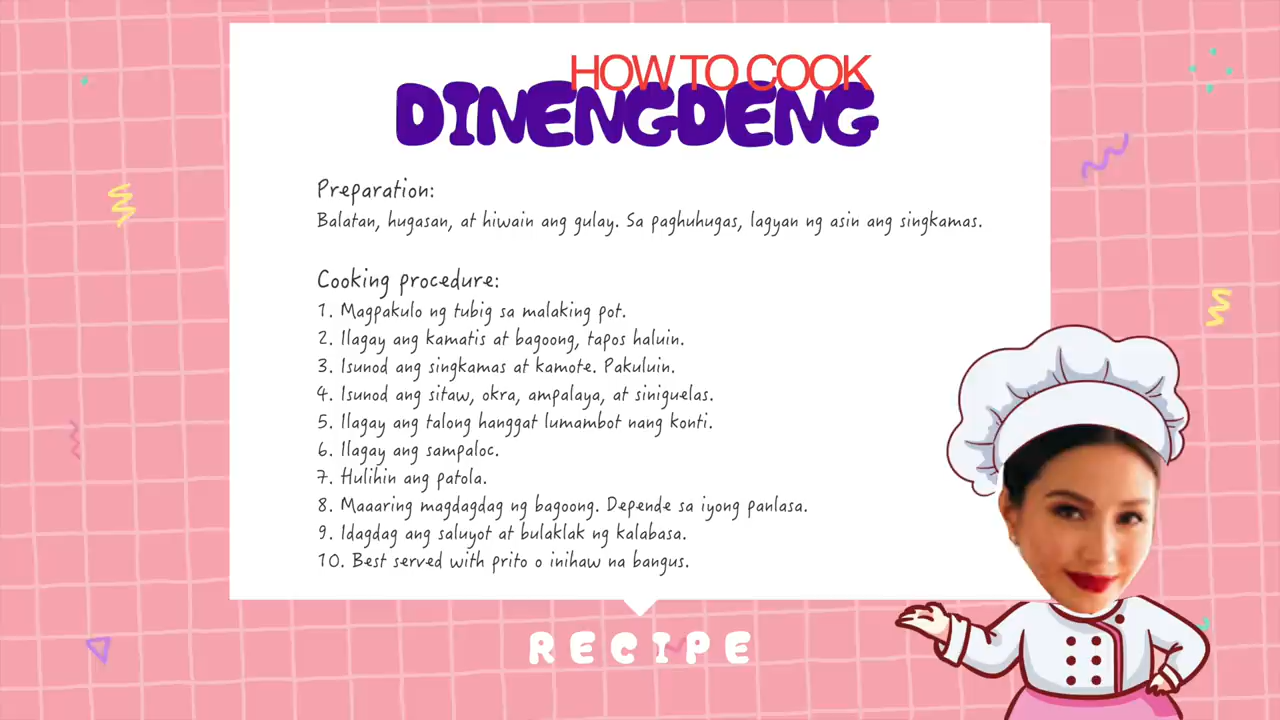 HOW TO COOK
DINENGDENG
Preparation:
Balatan, hugasan, at hiwain ang gulay. Sa paghuhugas, lagyan ng asin ang singkamas.
Cooking procedure:
1. Magpakulo ng tubig sa malaking pot.
2. Ilagay ang kamatis at bagoong, tapos haluin.
3. Isunod ang singkamas at kamote. Pakuluin.
4. Isunod ang sitaw, okra, ampalaya, at siniguelas.
5. Ilagay ang talong hanggat lumambot nang konti.
6. Ilagay ang sampaloc.
7. Hulihin ang patola.
8. Maaaring magdagdag ng bagoong. Depende sa iyong panlasa.
9. Idagdag ang saluyot at bulaklak ng kalabasa.
10. Best served with prito o inihaw na bangus.
RECIPE